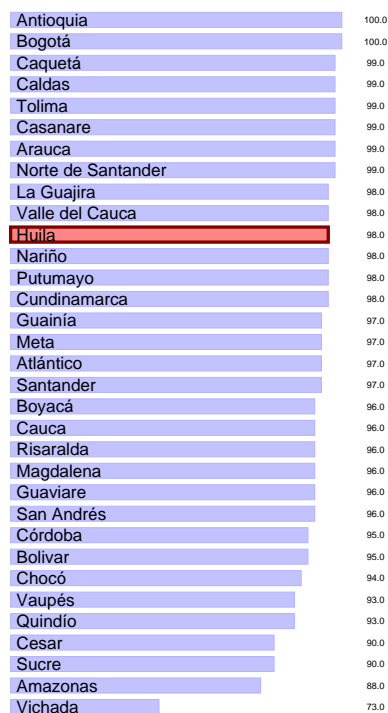 Antioquia 100.0
Bogotá 100.0
Caquetá 99.0
Caldas 99.0
Tolima 99.0
Casanare 99.0
Arauca 99.0
Norte de Santander 99.0
La Guajira 98.0
Valle del Cauca 98.0
Huila 98.0
Nariño 98.0
Putumayo 98.0
Cundinamarca 98.0
Guainía 97.0
Meta 97.0
Atlántico 97.0
Santander 97.0
Boyacá 96.0
Cauca 96.0
Risaralda 96.0
Magdalena 96.0
Guaviare 96.0
San Andrés 96.0
Córdoba 95.0
Bolivar 95.0
Chocó 94.0
Vaupés 93.0
Quindío 93.0
Cesar 90.0
Sucre 90.0
Amazonas 88.0
Vichada 73.0